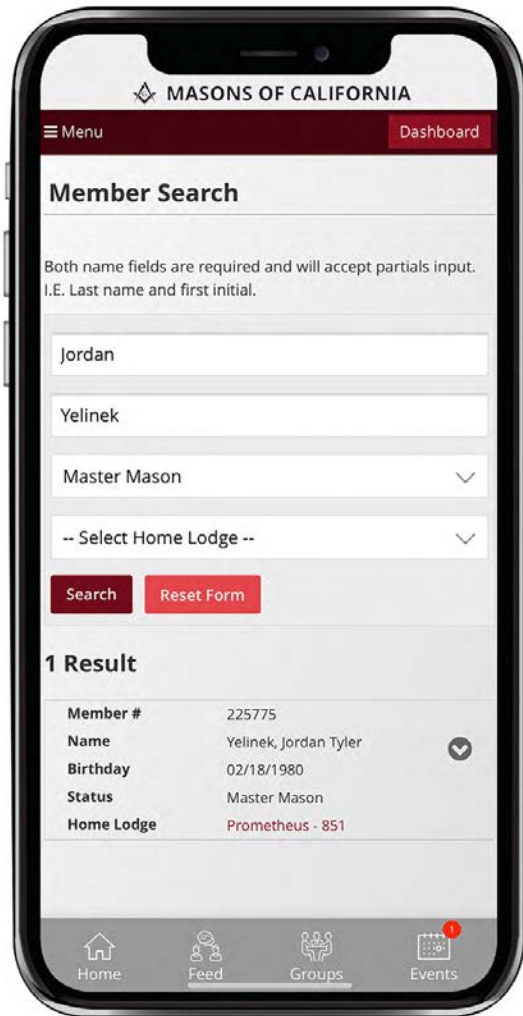 MASONS OF CALIFORNIA
Menu Dashboard
Member Search
Both name fields are required and will accept partials input.
I.E. Last name and first initial.
Jordan
Yelinek
Master Mason
-- Select Home Lodge --
Search Reset Form
1 Result
Member # 225775
Name Yelinek, Jordan Tyler
Birthday 02/18/1980
Status Master Mason
Home Lodge Prometheus - 851
1
Home Feed Groups Events